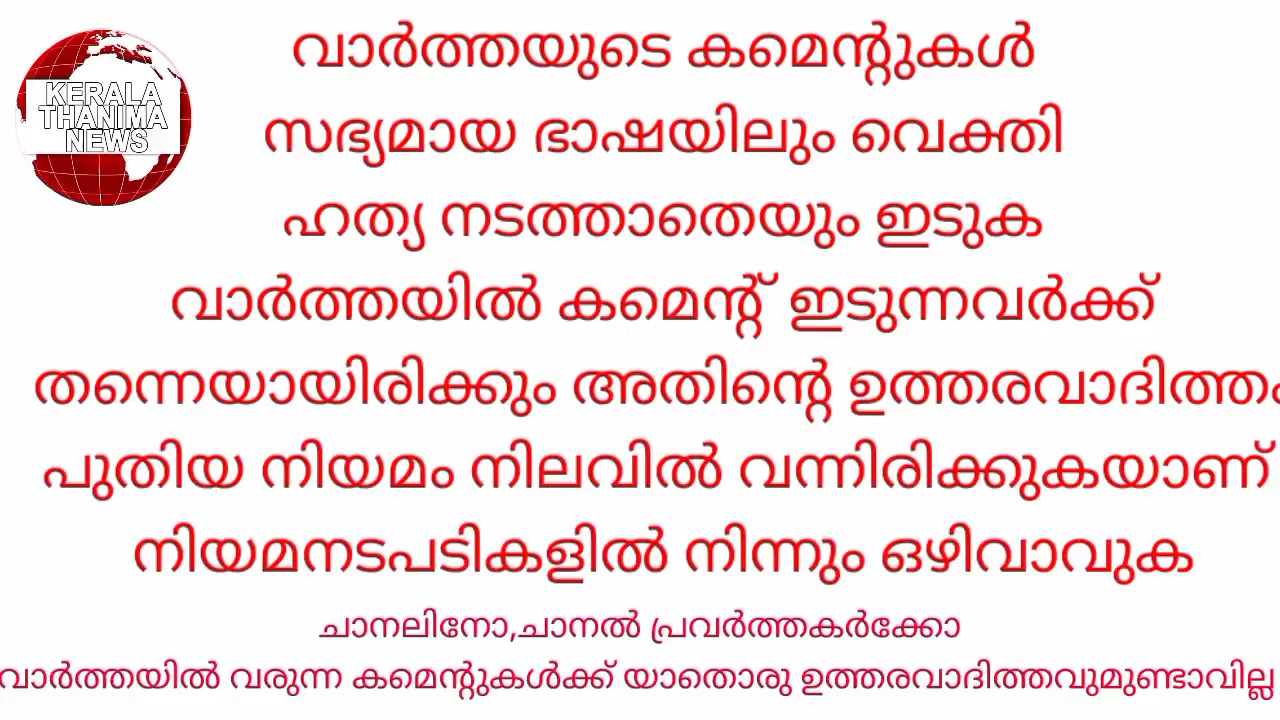 KERALA
THANIMA
NEWS
വാർത്തയുടെ കമെന്റുകൾ
സഭ്യമായ ഭാഷയിലും വെക്തി
ഹത്യ നടത്താതെയും ഇടുക
വാർത്തയിൽ കമെന്റ് ഇടുന്നവർക്ക്
തന്നെയായിരിക്കും അതിന്റെ ഉത്തരവാദിത്തം
പുതിയ നിയമം നിലവിൽ വന്നിരിക്കുകയാണ്
നിയമനടപടികളിൽ നിന്നും ഒഴിവാവുക
ചാനലിനോ,ചാനൽ പ്രവർത്തകർക്കോ
വാർത്തയിൽ വരുന്ന കമെന്റുകൾക്ക് യാതൊരു ഉത്തരവാദിത്തവുമുണ്ടാവില്ല